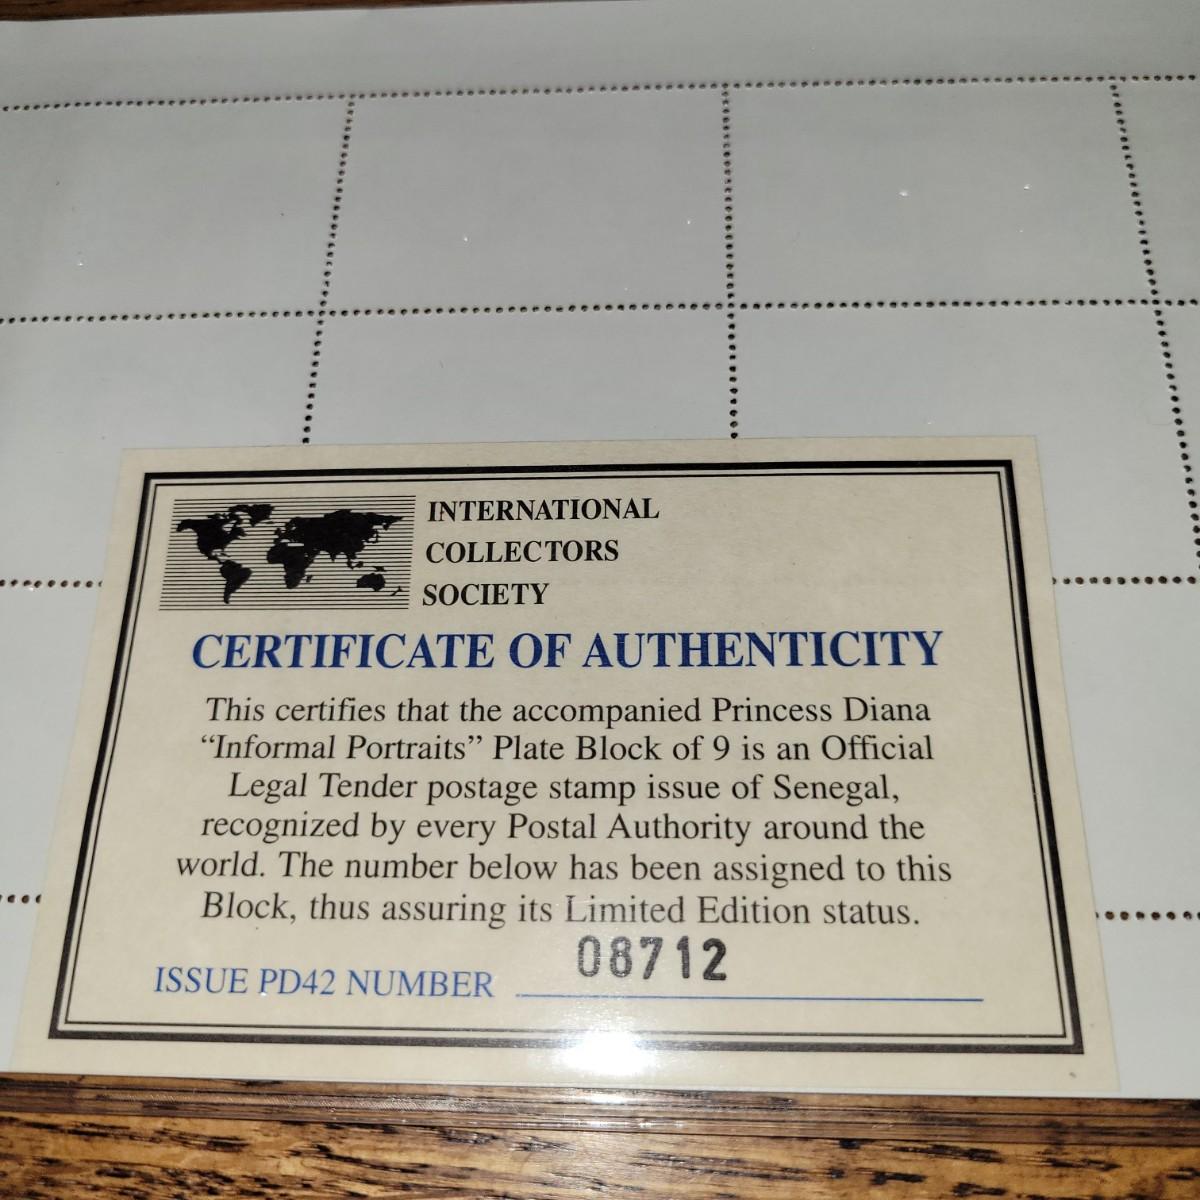 INTERNATIONAL
COLLECTORS
SOCIETY
CERTIFICATE OF AUTHENTICITY
This certifies that the accompanied Princess Diana
“Informal Portraits” Plate Block of 9 is an Official
Legal Tender postage stamp issue of Senegal,
recognized by every Postal Authority around the
world. The number below has been assigned to this
Block, thus assuring its Limited Edition status.
08712
ISSUE PD42 NUMBER